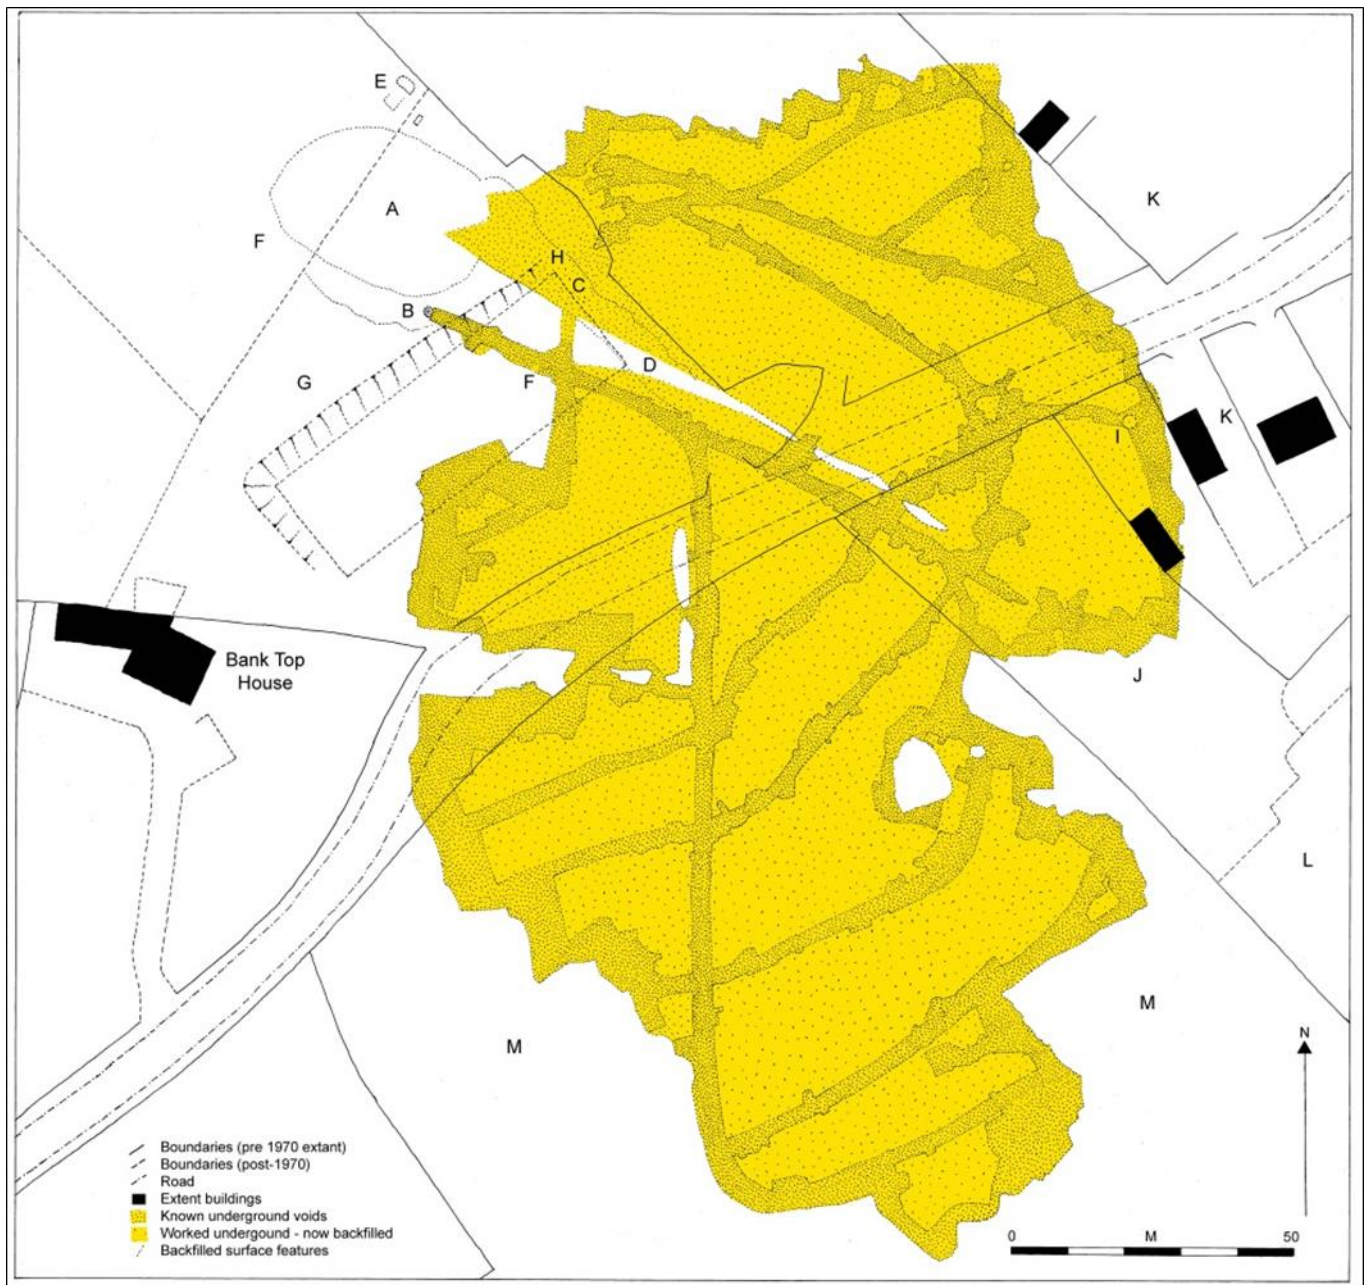 E
A
K
F
H
C
B
D
G
F
K
I
Bank Top
House
J
L
M
M
N
Boundaries (pre 1970 extant)
Boundaries (post-1970)
Road
Extent buildings
Known underground voids
Worked undergound - now backfilled
Backfilled surface features
0 M 50